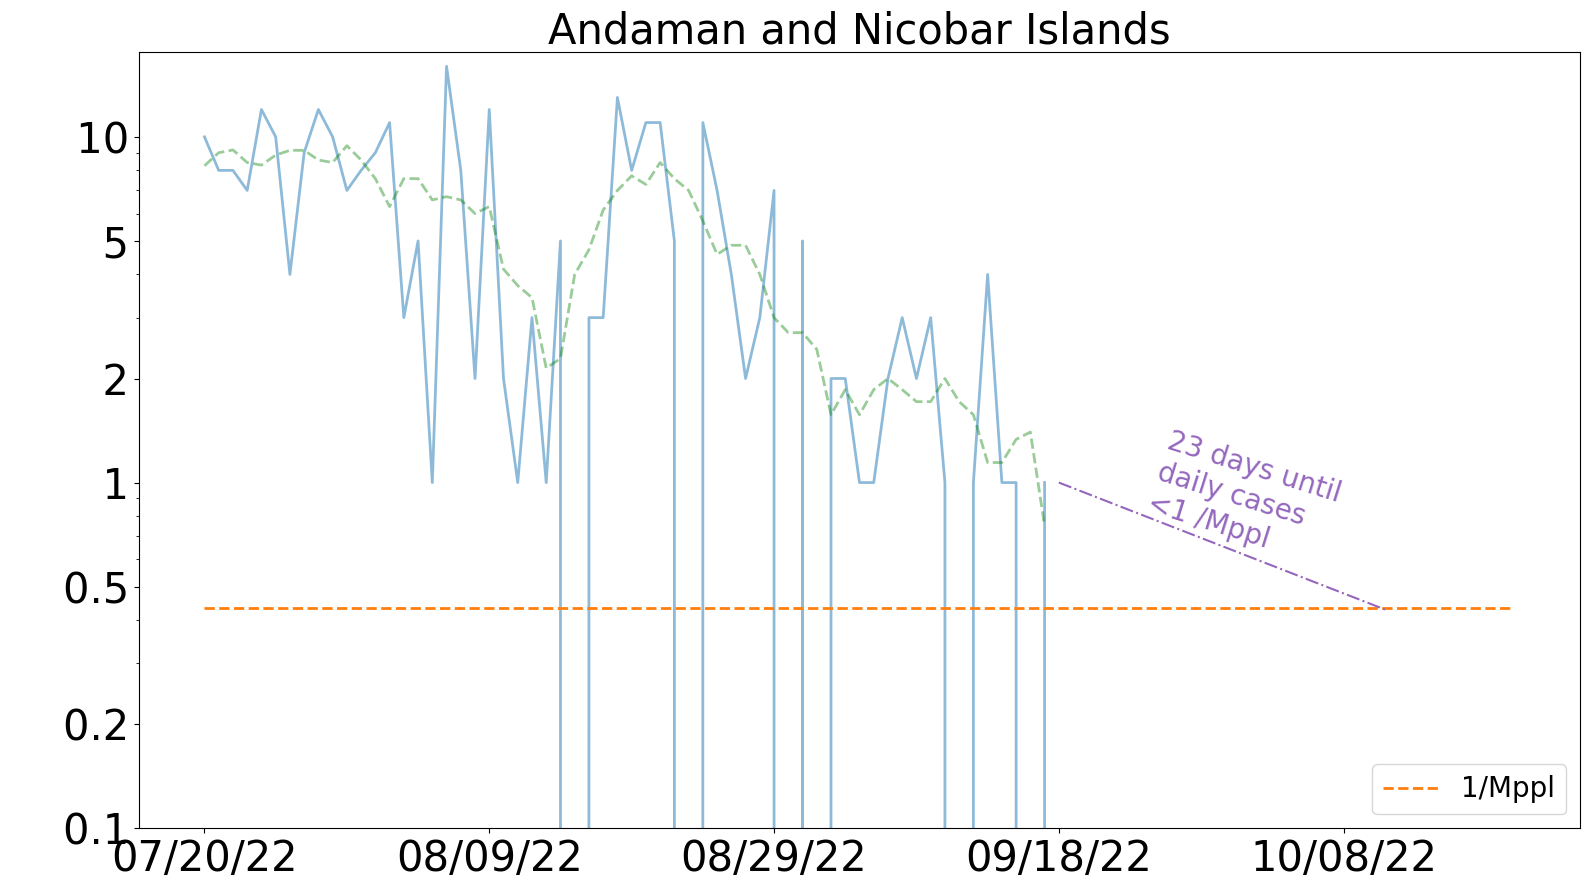 Andaman and Nicobar Islands
10
5
2
1
0.5
0.2
0.1
23 days until
daily cases
<1 /Mppl
1/Mppl
07/20/22
08/09/22
08/29/22
09/18/22
10/08/22